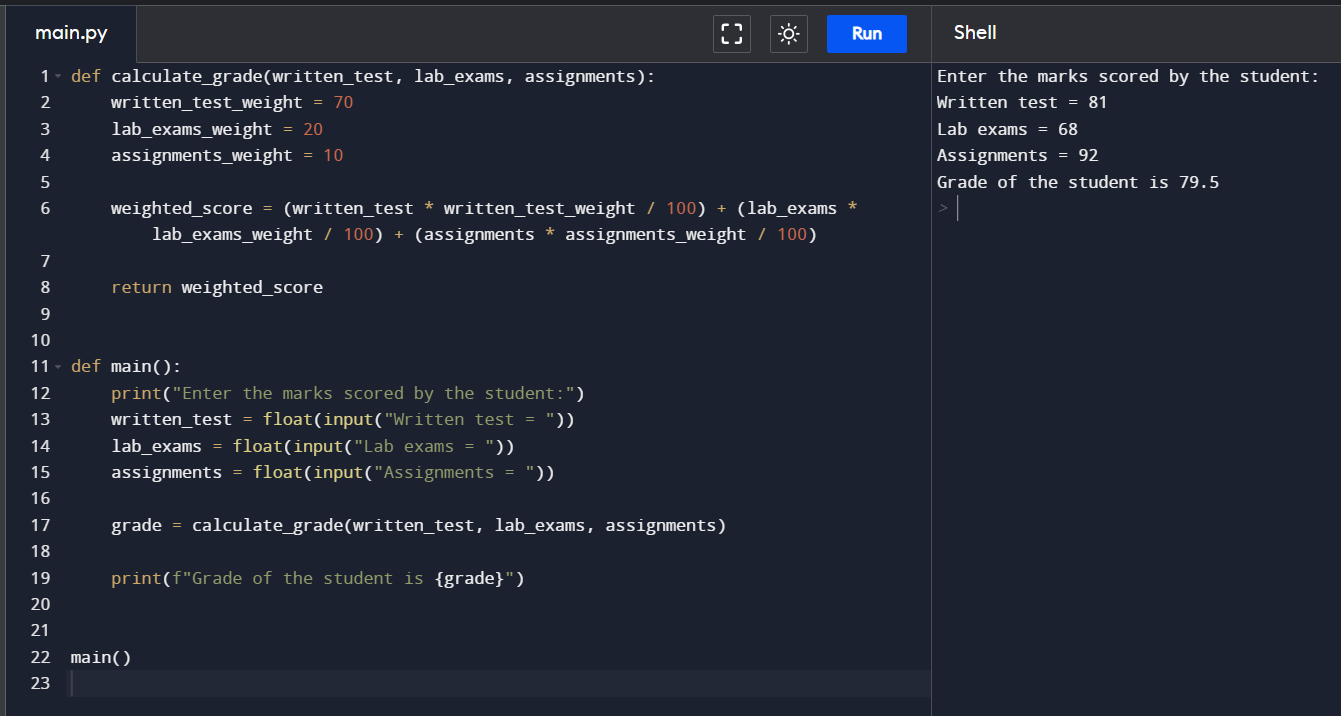 main.py
Run
Shell
1 def calculate_grade(written_test, lab_exams, assignments):
2     written_test_weight = 70
3     lab_exams_weight = 20
4     assignments_weight = 10
5
6     weighted_score = (written_test * written_test_weight / 100) + (lab_exams *
        lab_exams_weight / 100) + (assignments * assignments_weight / 100)
7
8     return weighted_score
9
10
11 def main():
12     print("Enter the marks scored by the student:")
13     written_test = float(input("Written test = "))
14     lab_exams = float(input("Lab exams = "))
15     assignments = float(input("Assignments = "))
16
17     grade = calculate_grade(written_test, lab_exams, assignments)
18
19     print(f"Grade of the student is {grade}")
20
21
22 main()
23
Enter the marks scored by the student:
Written test = 81
Lab exams = 68
Assignments = 92
Grade of the student is 79.5
>